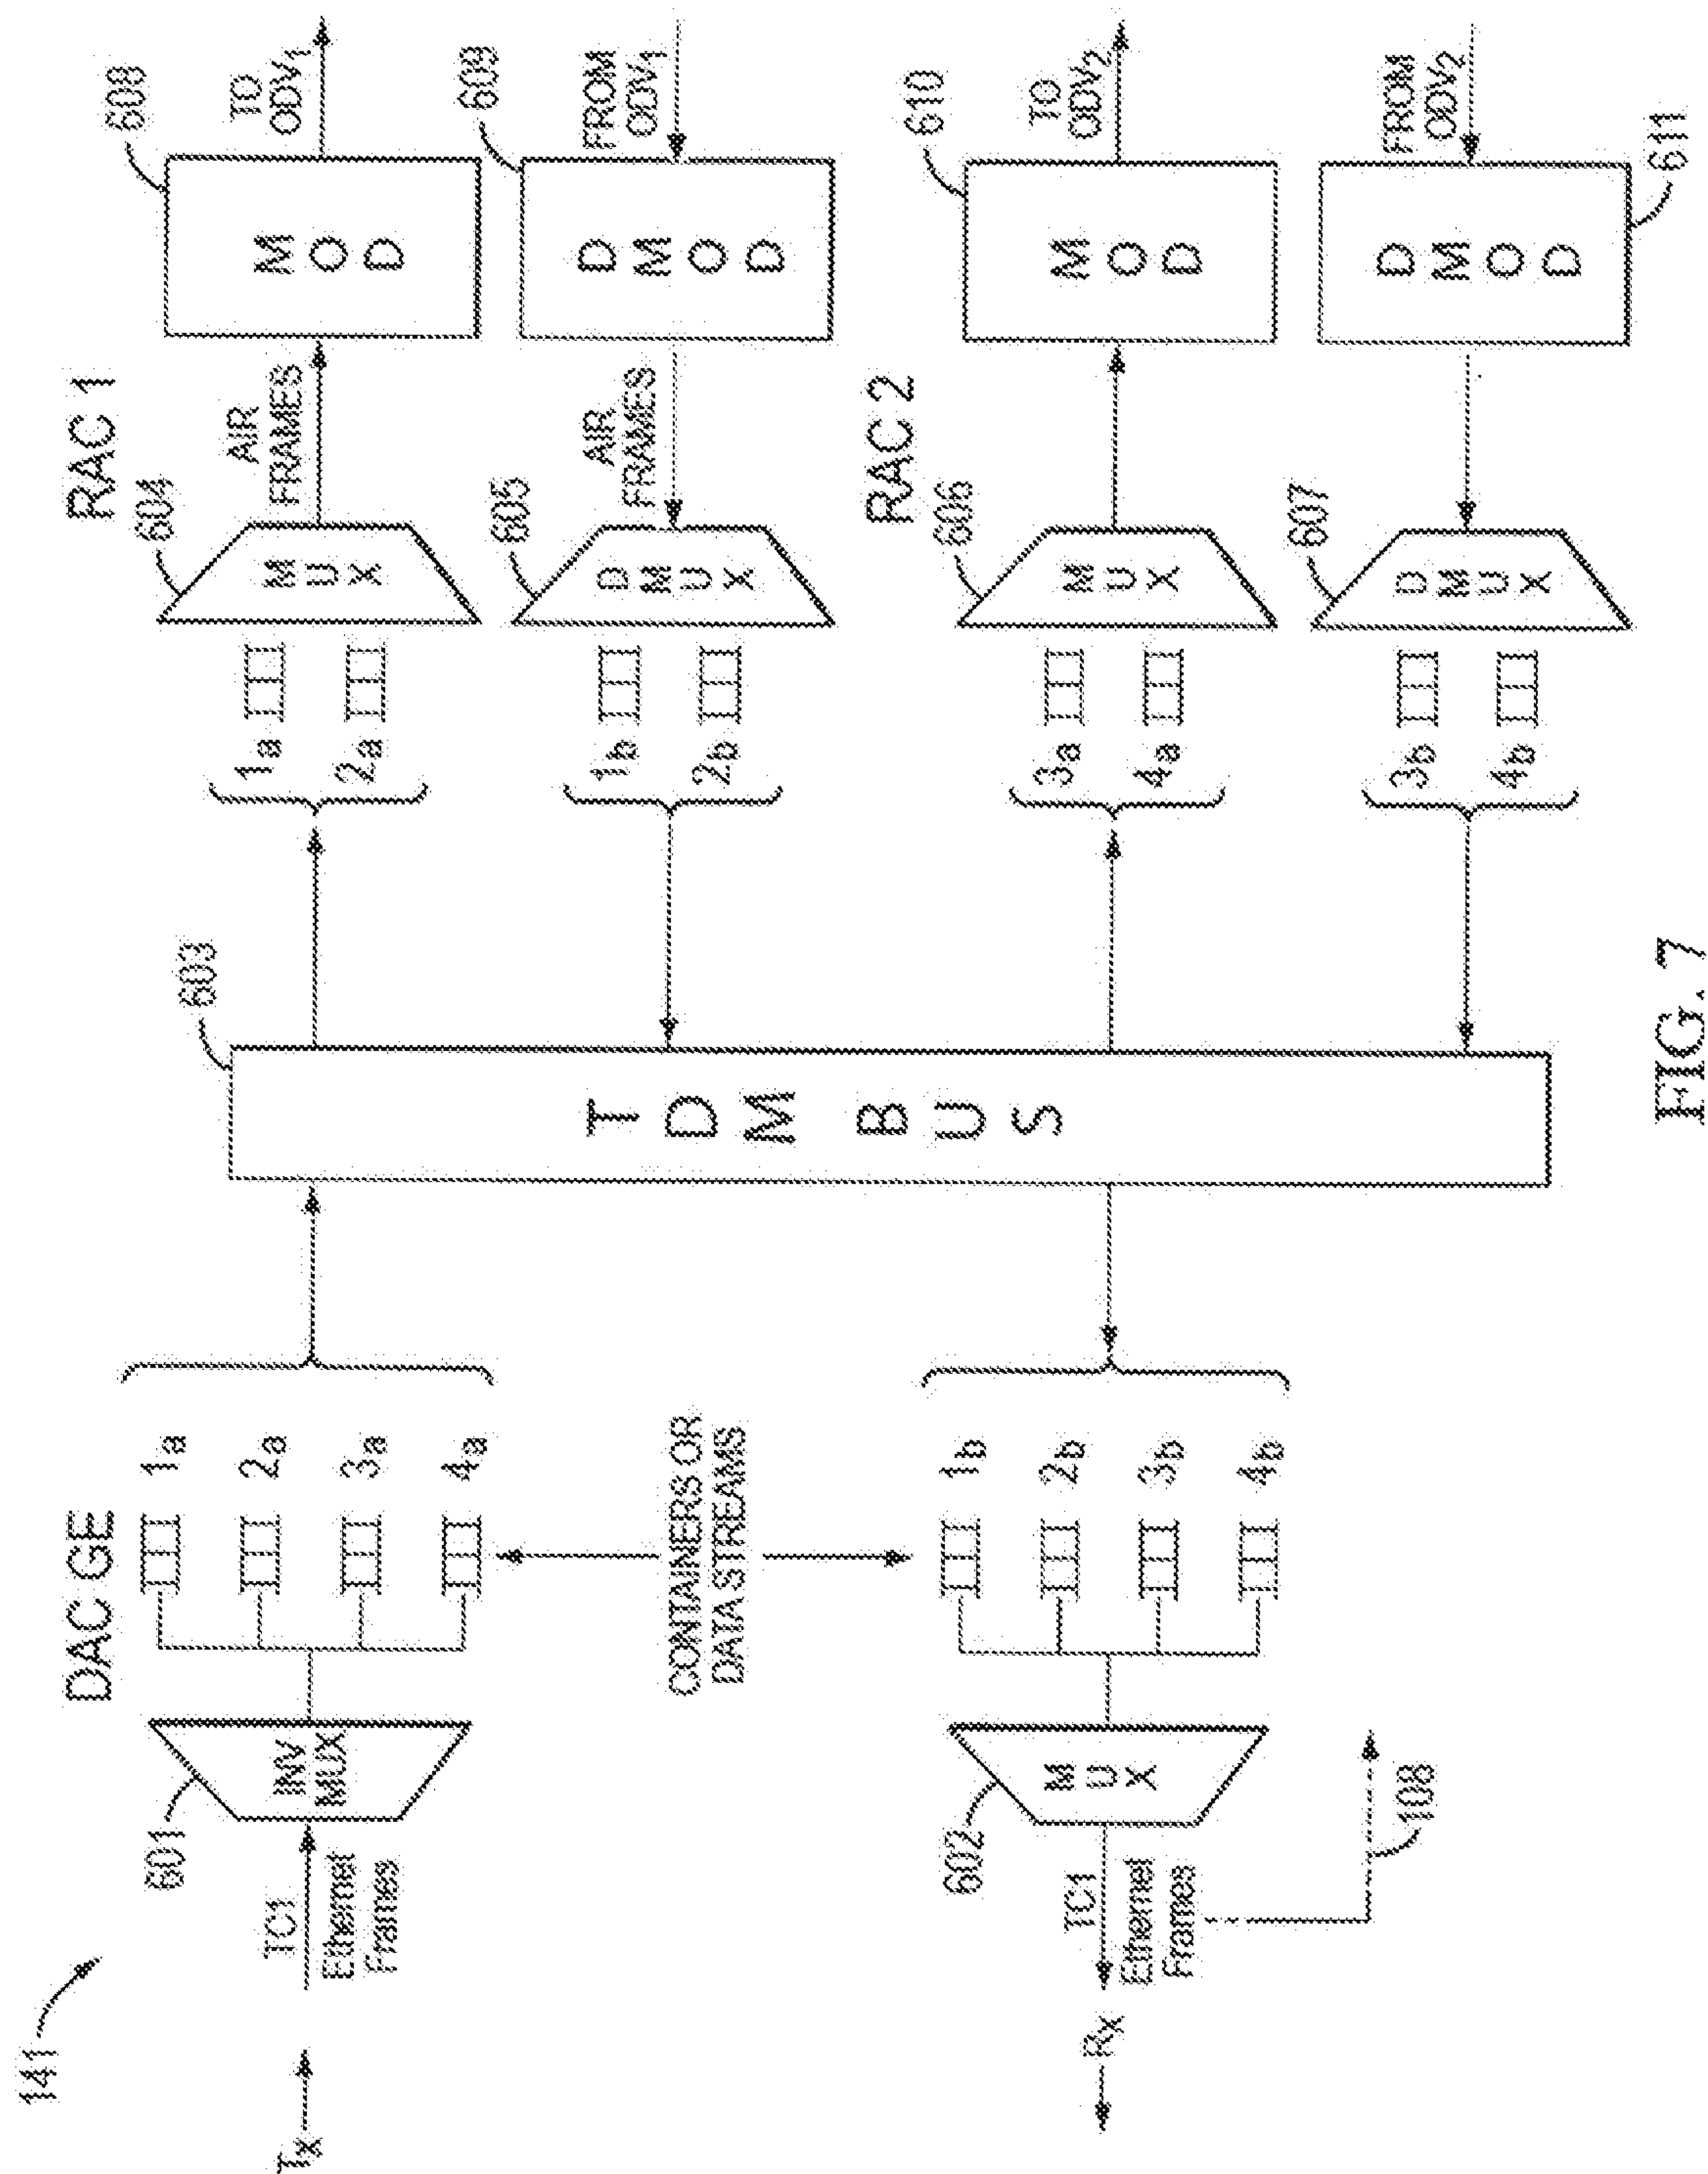 141
DAC GE
RAC 1
Tx
TC1
Ethernet
Frames
601
INV
MUX
1a
2a
3a
4a
CONTAINERS OR
DATA STREAMS
Rx
TC1
Ethernet
Frames
108
602
MUX
1b
2b
3b
4b
603
TDM BUS
1a
2a
604
MUX
AIR
FRAMES
608
MOD
TO
ODV1
1b
2b
605
DMUX
AIR
FRAMES
609
DMOD
FROM
ODV1
RAC 2
3a
4a
606
MUX
610
MOD
TO
ODV2
3b
4b
607
DMUX
611
DMOD
FROM
ODV2
FIG. 7